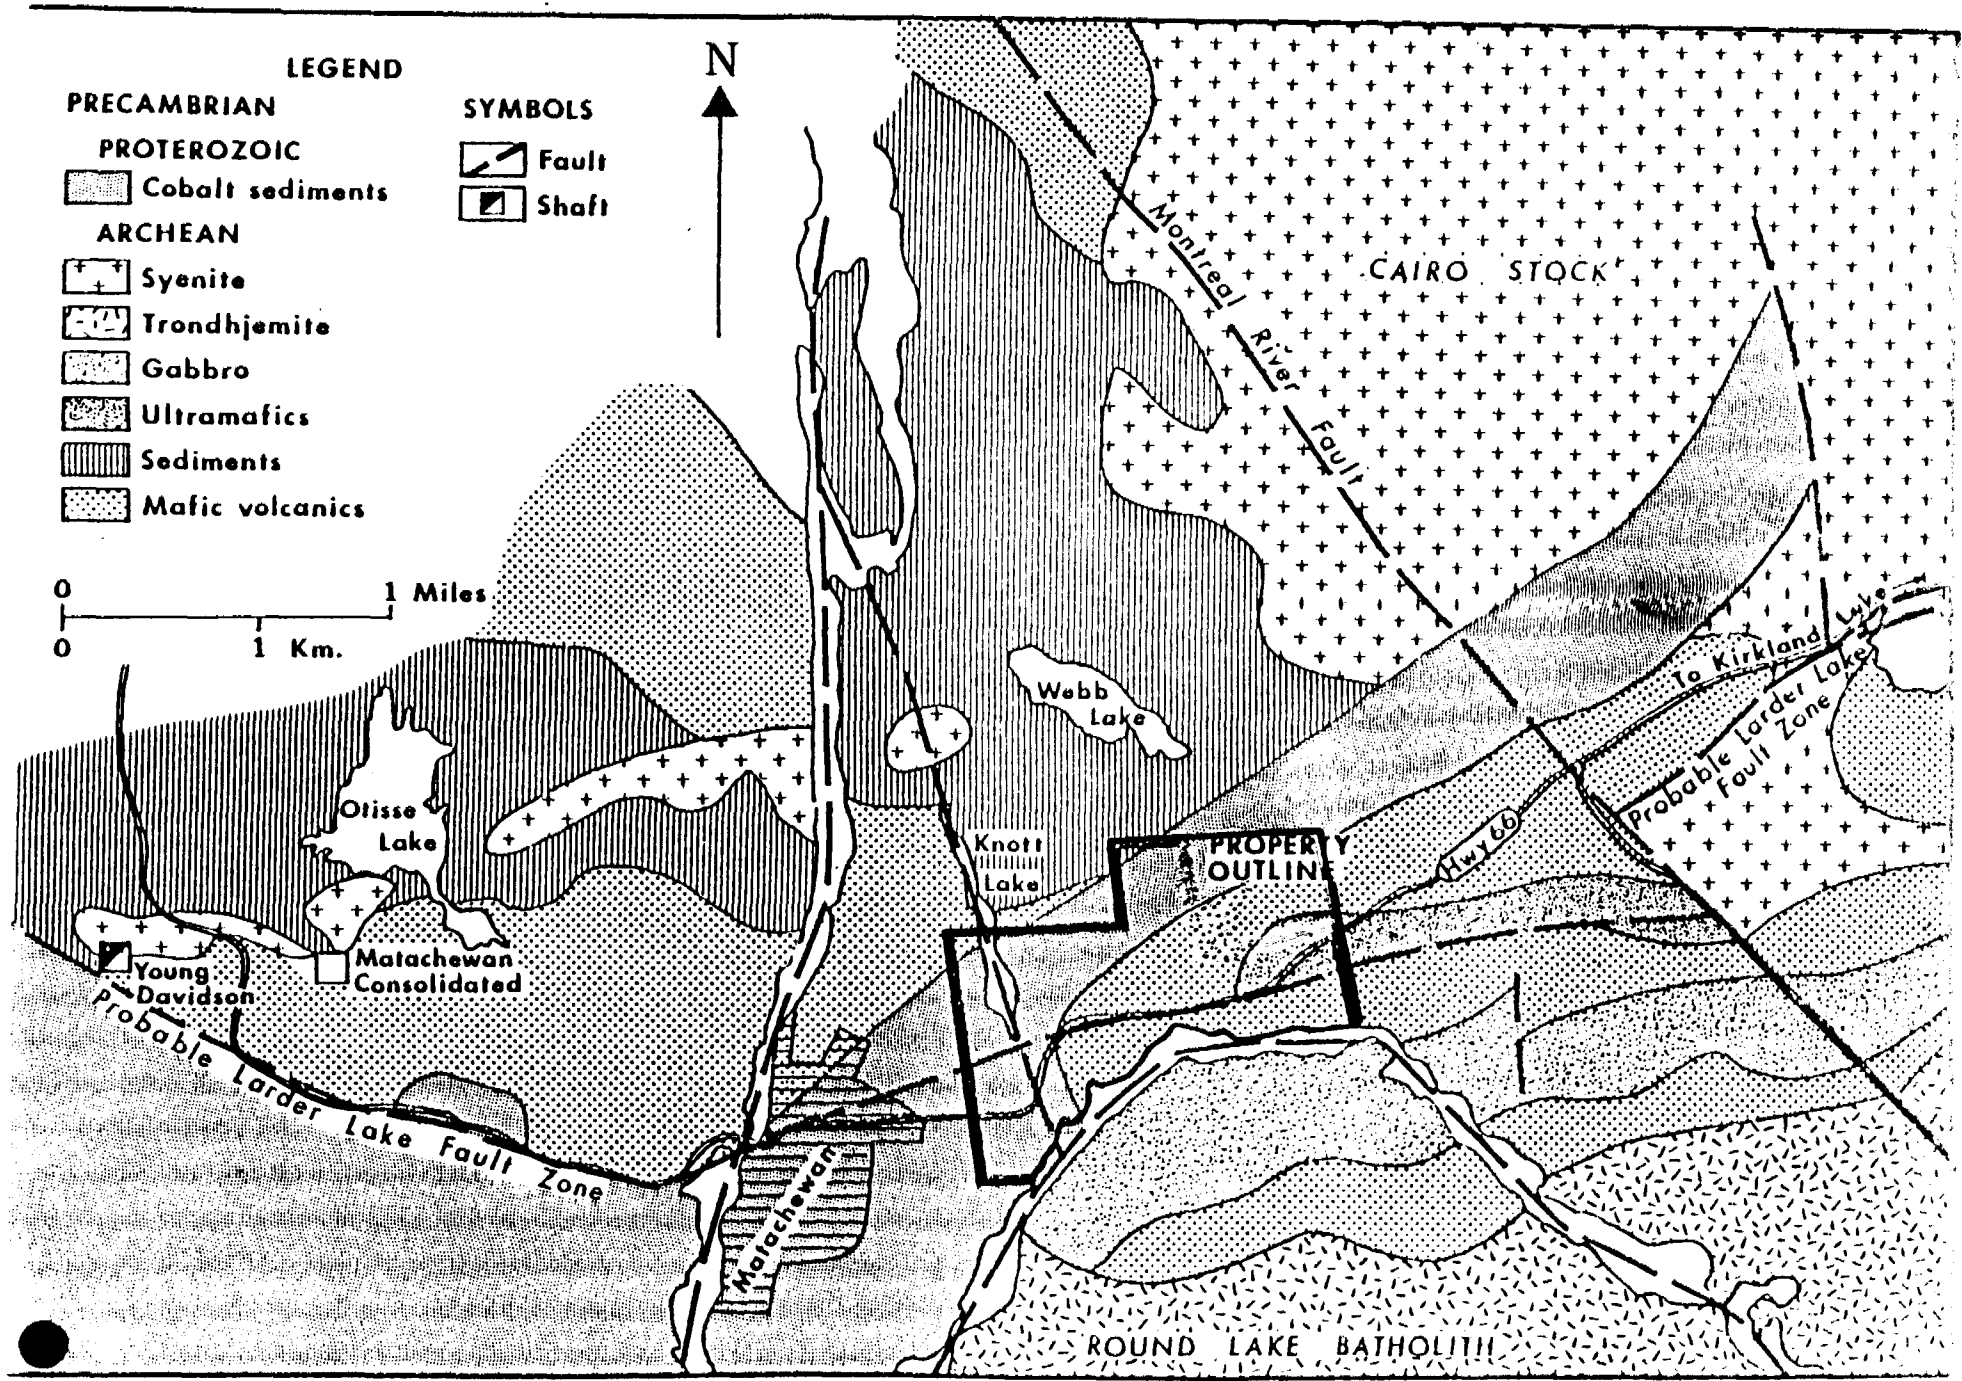 LEGEND
PRECAMBRIAN
PROTEROZOIC
Cobalt sediments
ARCHEAN
Syenite
Trondhjemite
Gabbro
Ultramafics
Sediments
Mafic volcanics
SYMBOLS
Fault
Shaft
N
0 1 Miles
0 1 Km.
Montreal River Fault
CAIRO STOCK
Webb
Lake
Otisse
Lake
Knott
Lake
PROPERTY
OUTLINE
Hwy 66
To Kirkland Lake
Probable Larder Lake
Fault Zone
Young
Davidson
Matachewan
Consolidated
Probable Larder Lake Fault Zone
Matachewan
ROUND LAKE BATHOLITH